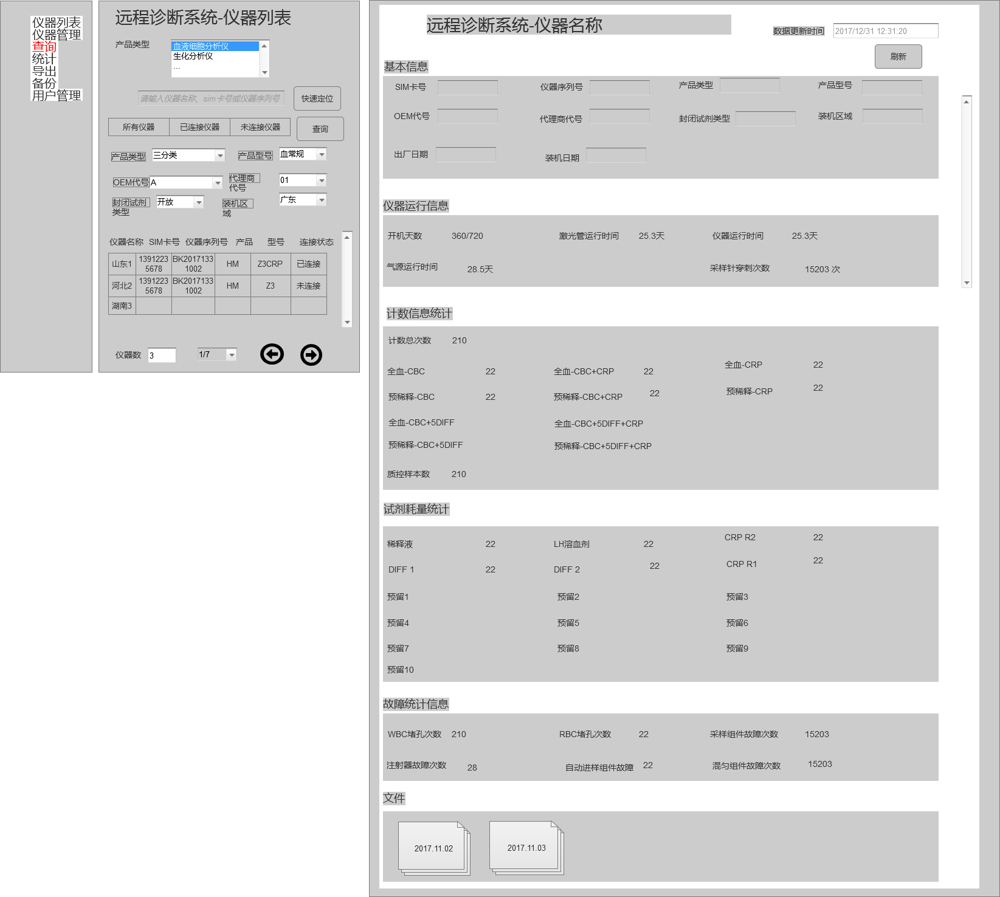 仪器列表
仪器管理
查询
统计
导出
备份
用户管理
远程诊断系统-仪器列表
产品类型
血液细胞分析仪
生化分析仪
...
请输入仪器名称、sim卡号或仪器序列号
快速定位
所有仪器 已连接仪器 未连接仪器 查询
产品类型 三分类 产品型号 血常规
OEM代号 A 代理商
代号 01
封闭试剂
类型 开放 装机区
域 广东
仪器名称 SIM卡号 仪器序列号 产品 型号 连接状态
山东1 1391223
5678 BK2017133
1002 HM Z3CRP 已连接
河北2 1391223
5678 BK2017133
1002 HM Z3 未连接
湖南3
仪器数 3 1/7
远程诊断系统-仪器名称
数据更新时间 2017/12/31 12:31:20
刷新
基本信息
SIM卡号 仪器序列号 产品类型 产品型号
OEM代号 代理商代号 封闭试剂类型 装机区域
出厂日期 装机日期
仪器运行信息
开机天数 360/720 激光管运行时间 25.3天 仪器运行时间 25.3天
气源运行时间 28.5天 采样针穿刺次数 15203 次
计数信息统计
计数总次数 210
全血-CBC 22 全血-CBC+CRP 22 全血-CRP 22
预稀释-CBC 22 预稀释-CBC+CRP 22 预稀释-CRP 22
全血-CBC+5DIFF 全血-CBC+5DIFF+CRP
预稀释-CBC+5DIFF 预稀释-CBC+5DIFF+CRP
质控样本数 210
试剂耗量统计
稀释液 22 LH溶血剂 22 CRP R2 22
DIFF 1 22 DIFF 2 22 CRP R1 22
预留1 预留2 预留3
预留4 预留5 预留6
预留7 预留8 预留9
预留10
故障统计信息
WBC堵孔次数 210 RBC堵孔次数 22 采样组件故障次数 15203
注射器故障次数 28 自动进样组件故障 22 混匀组件故障次数 15203
文件
2017.11.02 2017.11.03